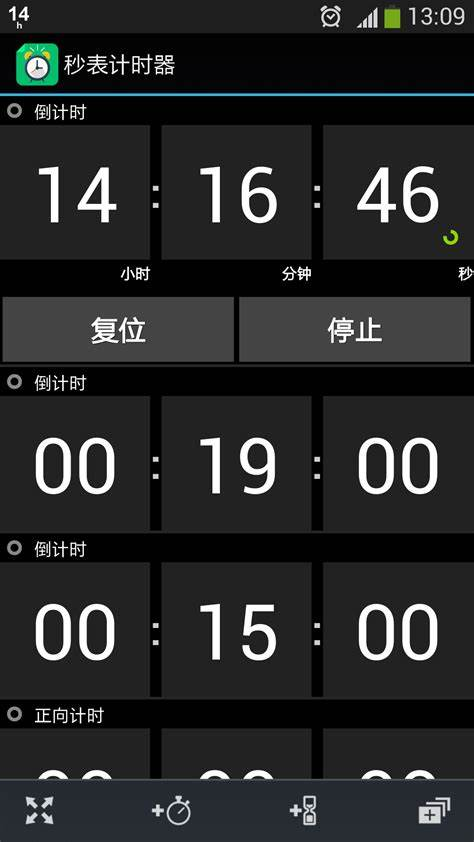 14
h
13:09
秒表计时器
倒计时
14 : 16 : 46
小时 分钟 秒
复位 停止
倒计时
00 : 19 : 00
倒计时
00 : 15 : 00
正向计时